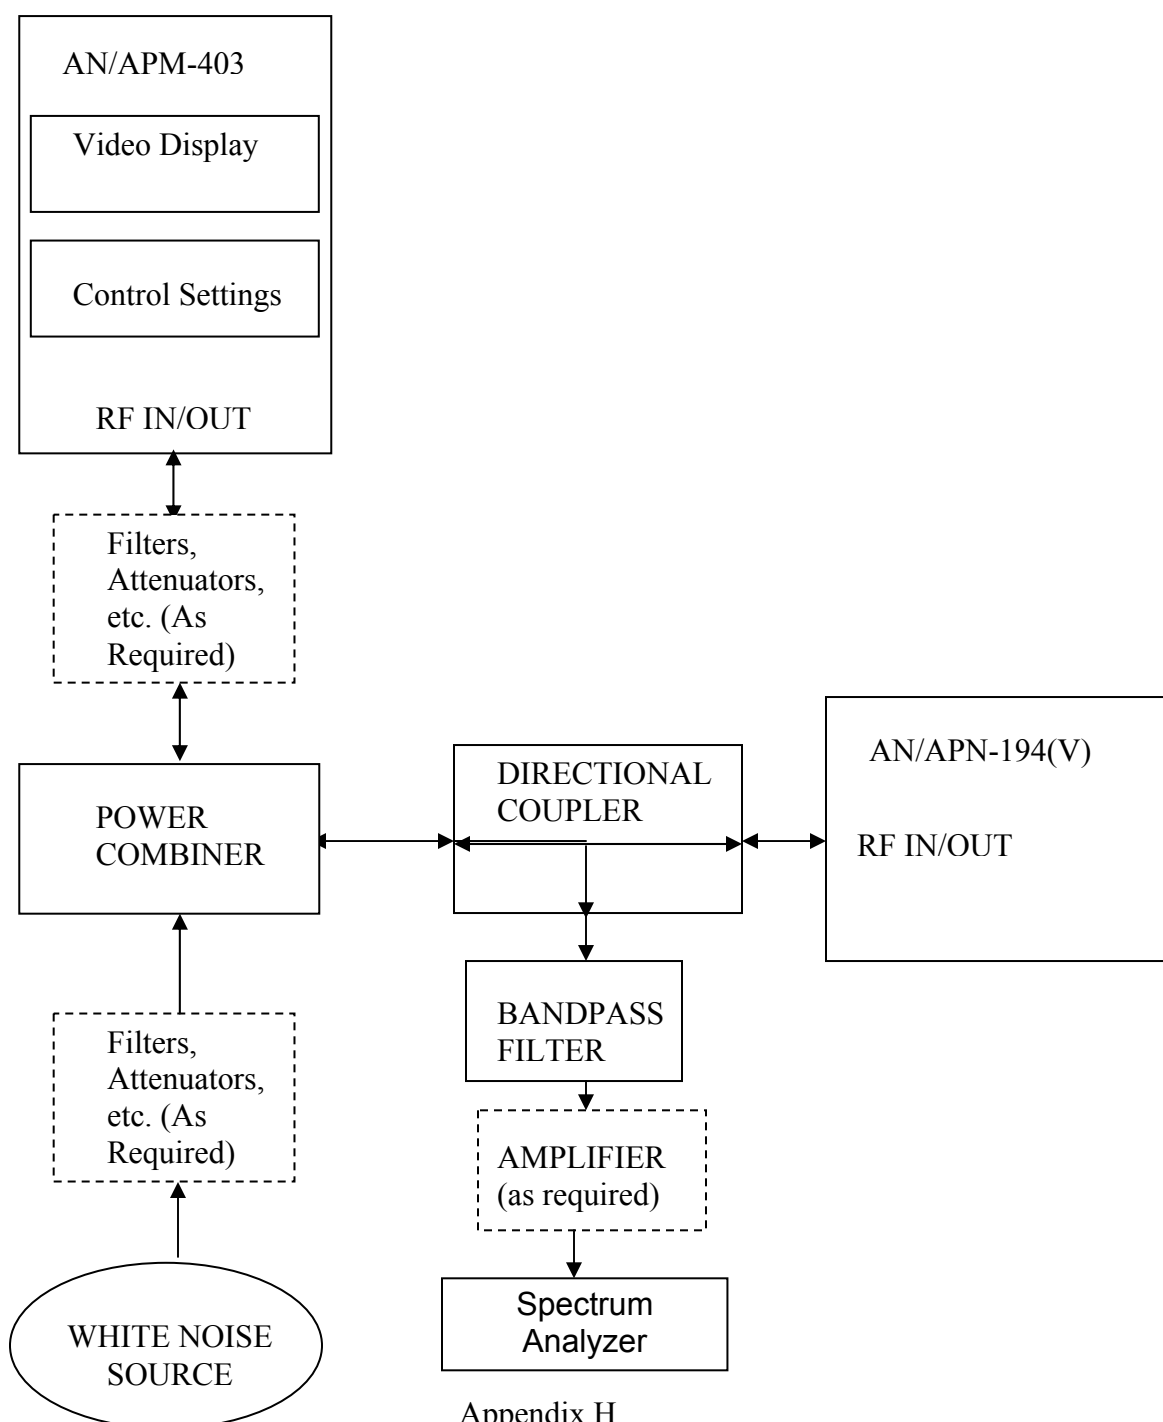 AN/APM-403
Video Display
Control Settings
RF IN/OUT
Filters,
Attenuators,
etc. (As
Required)
POWER
COMBINER
DIRECTIONAL
COUPLER
AN/APN-194(V)
RF IN/OUT
BANDPASS
FILTER
Filters,
Attenuators,
etc. (As
Required)
AMPLIFIER
(as required)
WHITE NOISE
SOURCE
Spectrum
Analyzer
Appendix H